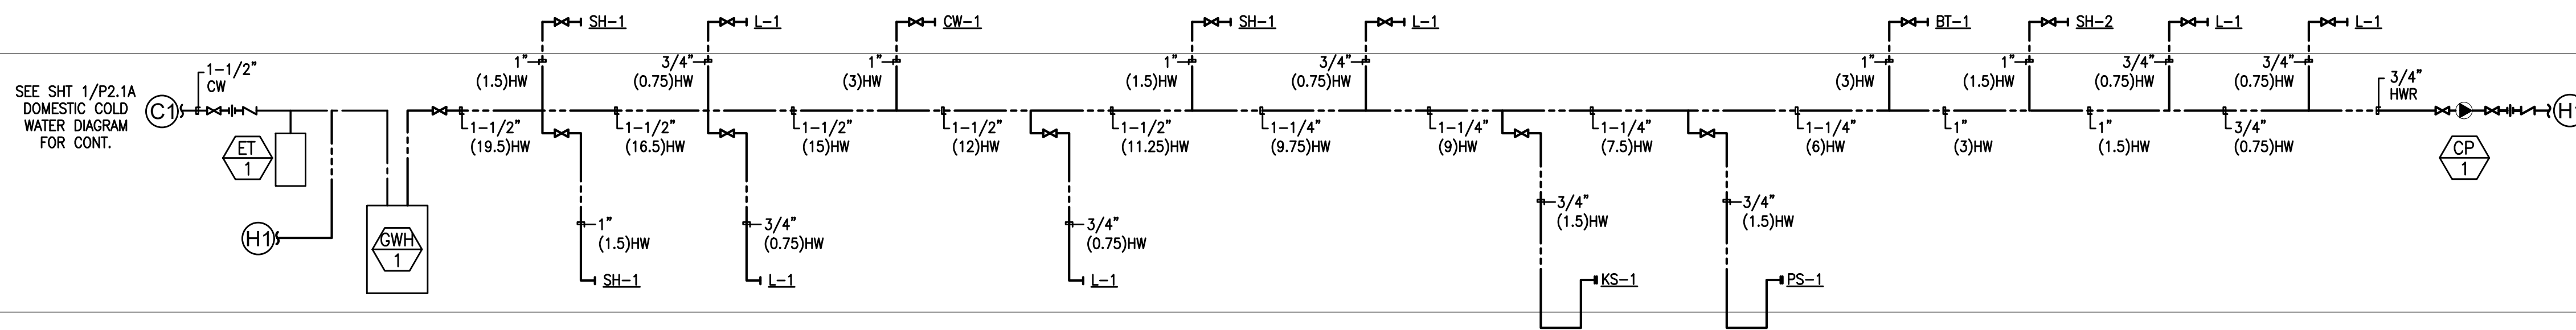 SH-1
L-1
CW-1
SH-1
L-1
BT-1
SH-2
L-1
L-1
1"
(1.5)HW
3/4"
(0.75)HW
1"
(3)HW
1"
(1.5)HW
3/4"
(0.75)HW
1"
(3)HW
1"
(1.5)HW
3/4"
(0.75)HW
3/4"
(0.75)HW
SEE SHT 1/P2.1A
DOMESTIC COLD
WATER DIAGRAM
FOR CONT.
C1
1-1/2"
CW
ET
1
H1
GWH
1
1-1/2"
(19.5)HW
1-1/2"
(16.5)HW
1-1/2"
(15)HW
1-1/2"
(12)HW
1-1/2"
(11.25)HW
1-1/4"
(9.75)HW
1-1/4"
(9)HW
1-1/4"
(7.5)HW
1-1/4"
(6)HW
1"
(3)HW
1"
(1.5)HW
3/4"
(0.75)HW
3/4"
HWR
CP
1
1"
(1.5)HW
SH-1
3/4"
(0.75)HW
L-1
3/4"
(0.75)HW
L-1
3/4"
(1.5)HW
KS-1
3/4"
(1.5)HW
PS-1